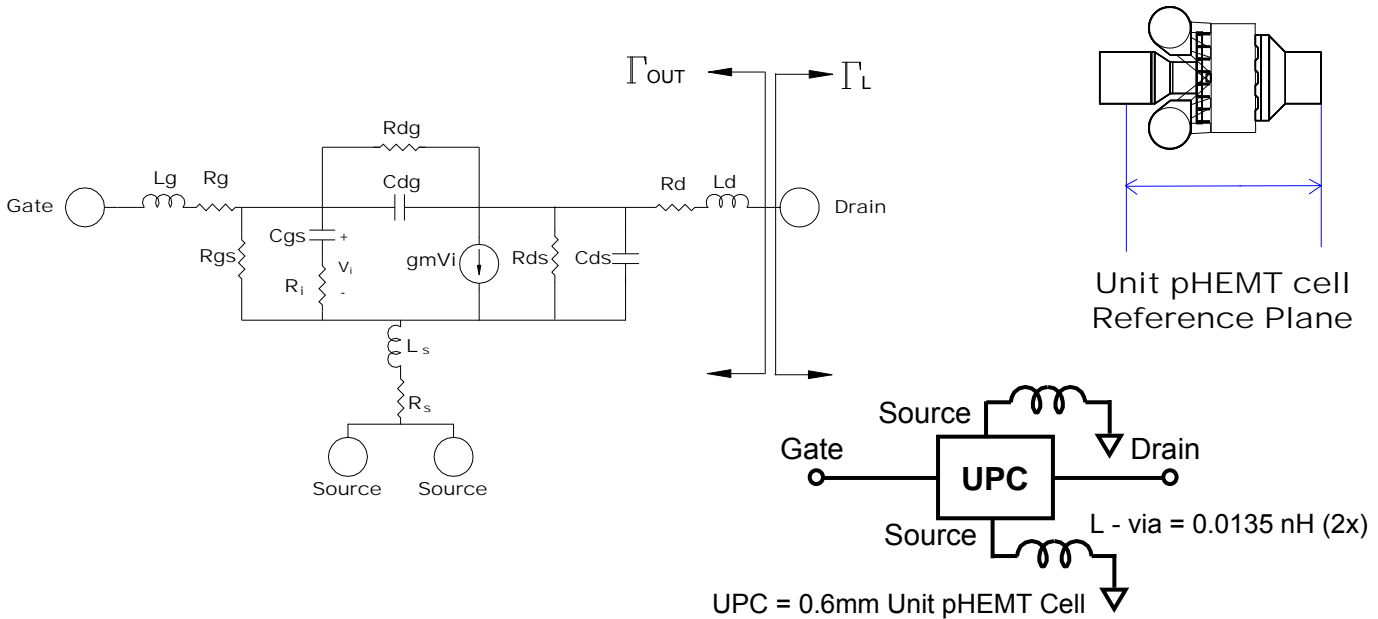 ΓOUT
ΓL
Rdg
Lg
Rg
Cdg
Rd
Ld
Gate
Drain
Cgs
+
Rgs
Vi
gmVi
Rds
Cds
Ri
-
Ls
Rs
Source
Source
Unit pHEMT cell
Reference Plane
Source
Gate
Drain
UPC
Source
L - via = 0.0135 nH (2x)
UPC = 0.6mm Unit pHEMT Cell